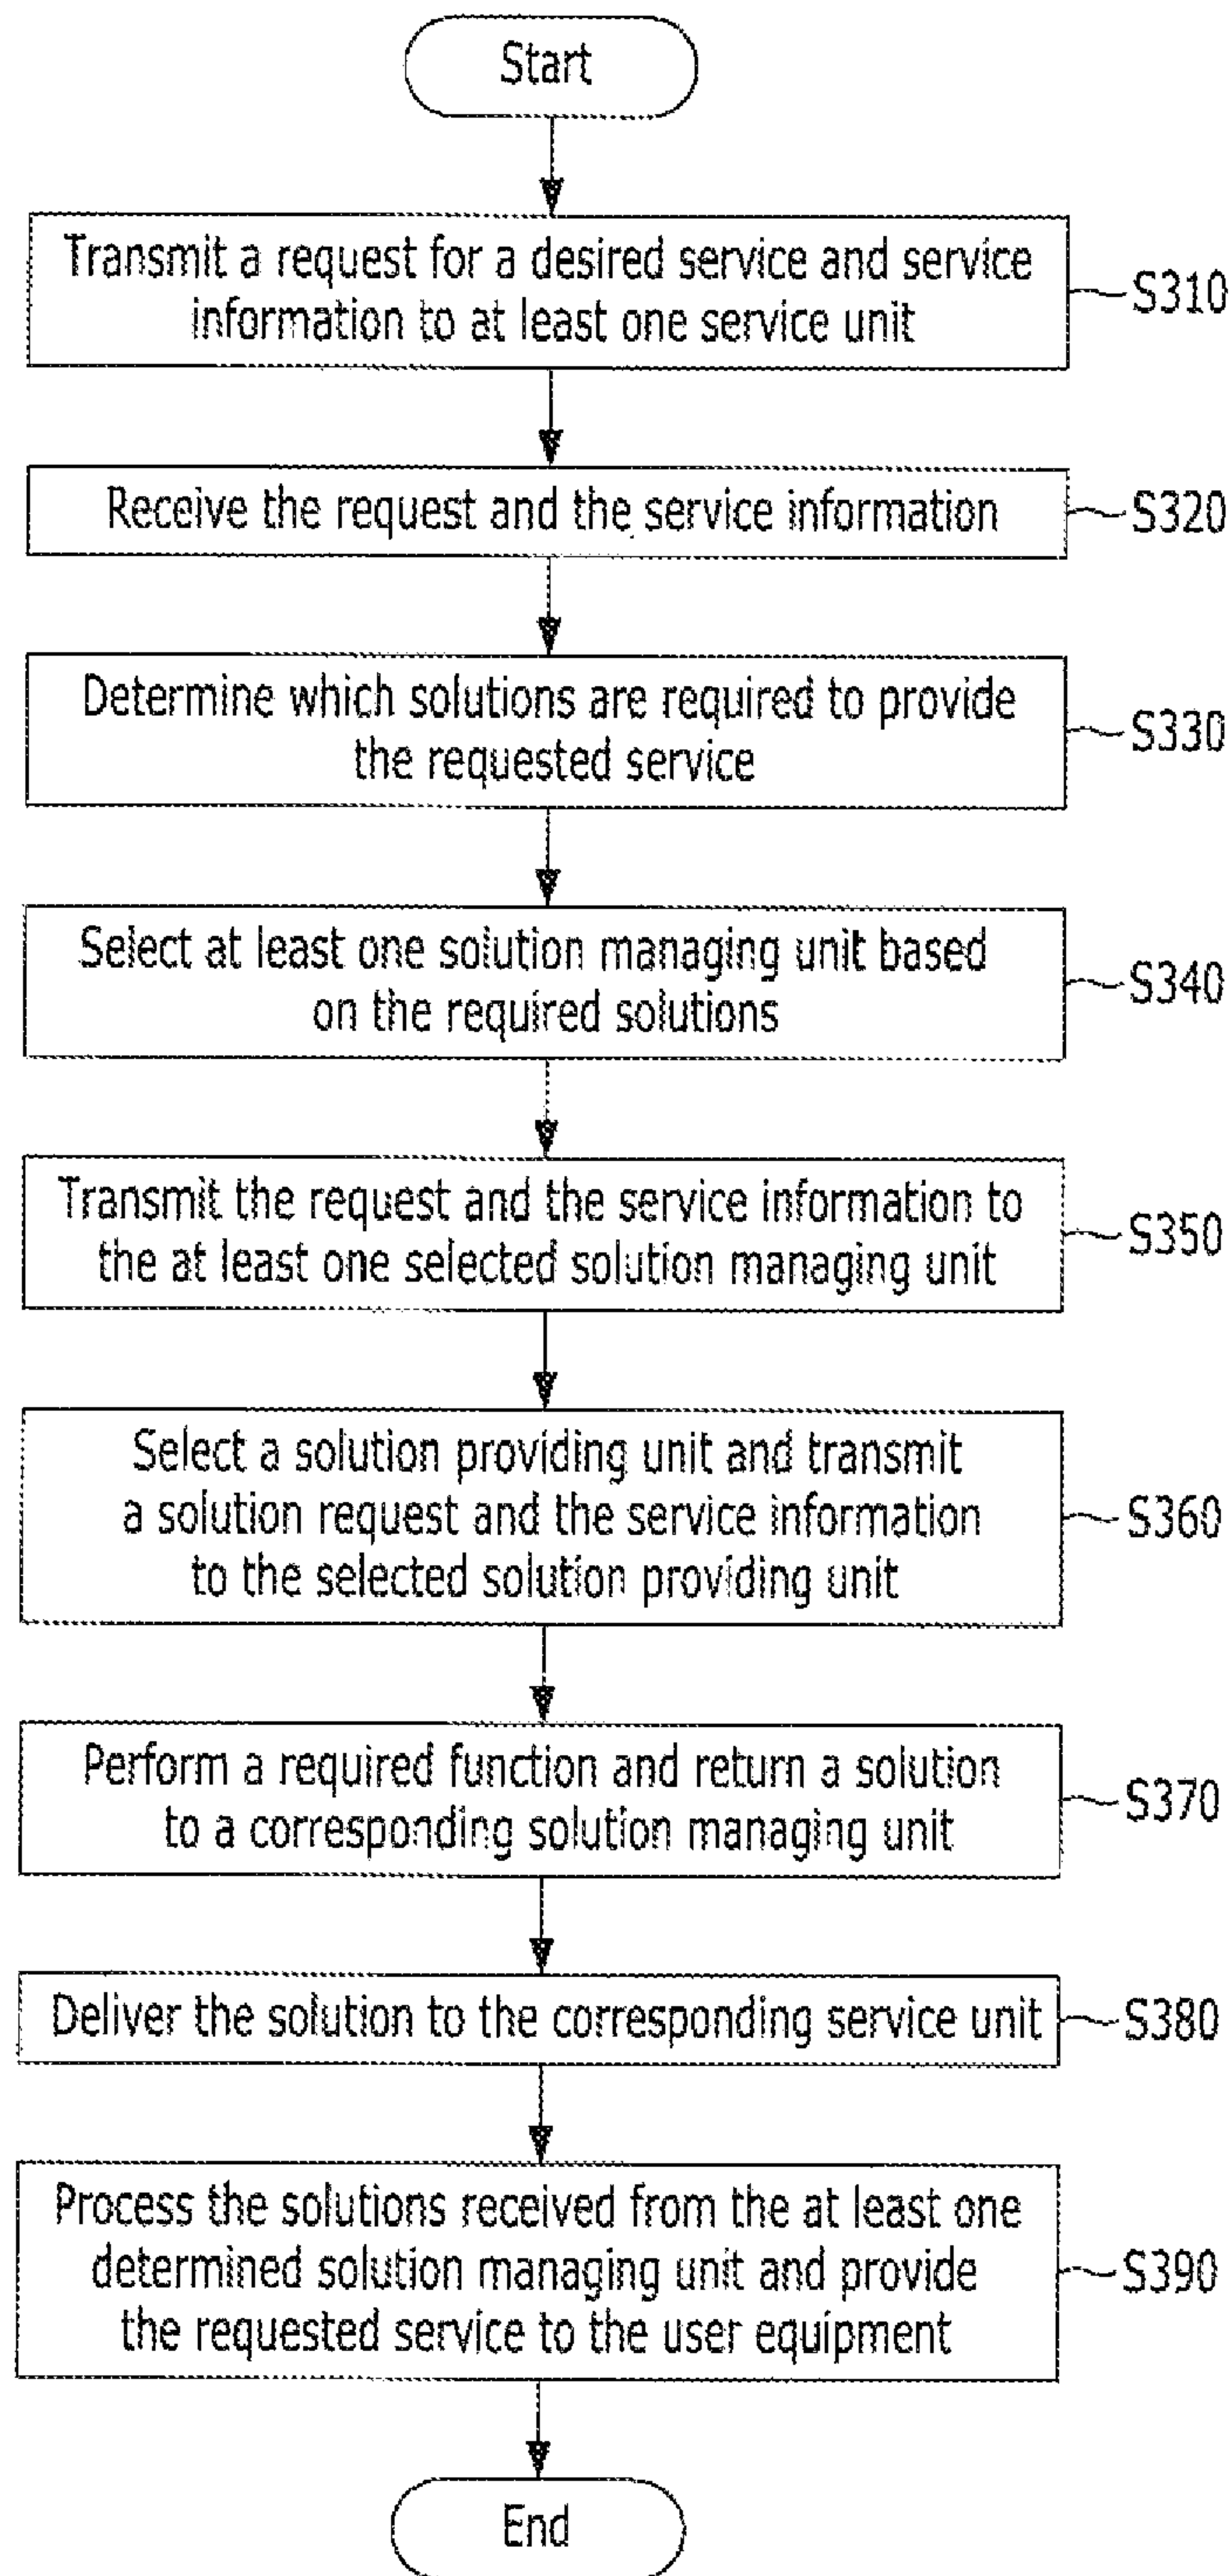 Start
Transmit a request for a desired service and service
information to at least one service unit
S310
Receive the request and the service information
S320
Determine which solutions are required to provide
the requested service
S330
Select at least one solution managing unit based
on the required solutions
S340
Transmit the request and the service information to
the at least one selected solution managing unit
S350
Select a solution providing unit and transmit
a solution request and the service information
to the selected solution providing unit
S360
Perform a required function and return a solution
to a corresponding solution managing unit
S370
Deliver the solution to the corresponding service unit
S380
Process the solutions received from the at least one
determined solution managing unit and provide
the requested service to the user equipment
S390
End